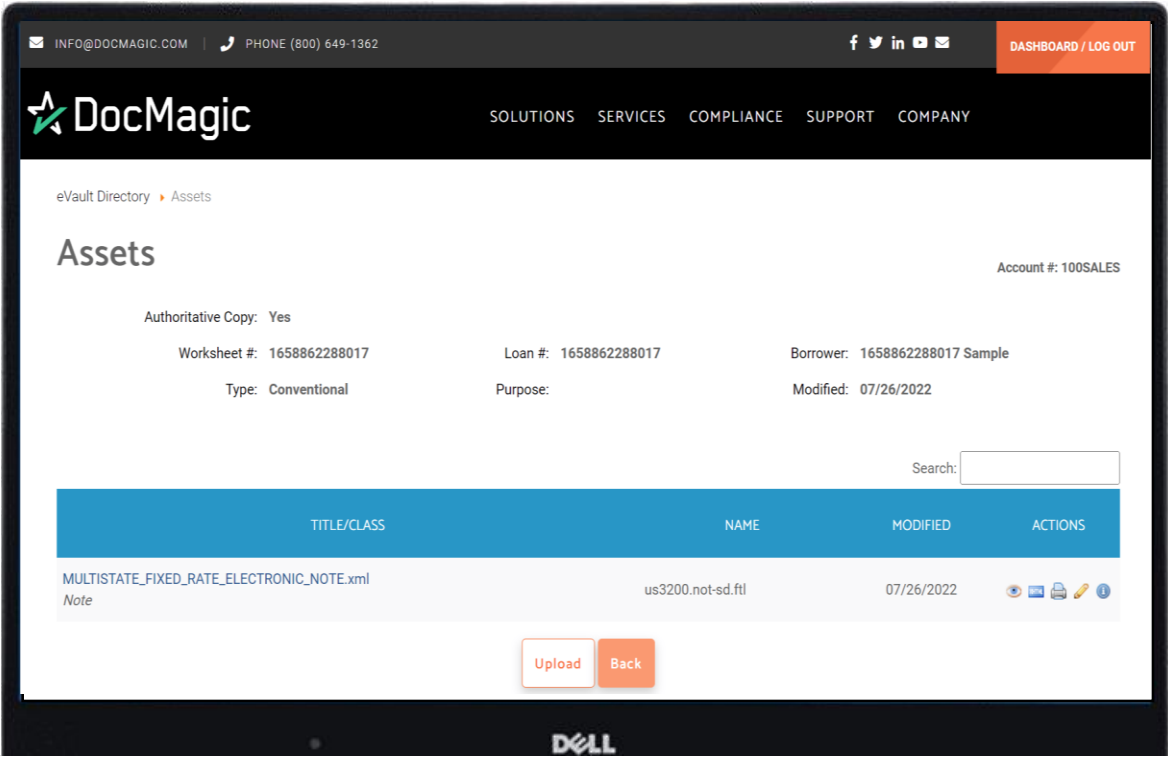 INFO@DOCMAGIC.COM | PHONE (800) 649-1362
DASHBOARD / LOG OUT
DocMagic
SOLUTIONS SERVICES COMPLIANCE SUPPORT COMPANY
eVault Directory Assets
Assets
Account #: 100SALES
Authoritative Copy: Yes
Worksheet #: 1658862288017 Loan #: 1658862288017 Borrower: 1658862288017 Sample
Type: Conventional Purpose: Modified: 07/26/2022
Search:
TITLE/CLASS NAME MODIFIED ACTIONS
MULTISTATE_FIXED_RATE_ELECTRONIC_NOTE.xml
Note
us3200.not-sd.ftl 07/26/2022
Upload Back
DELL